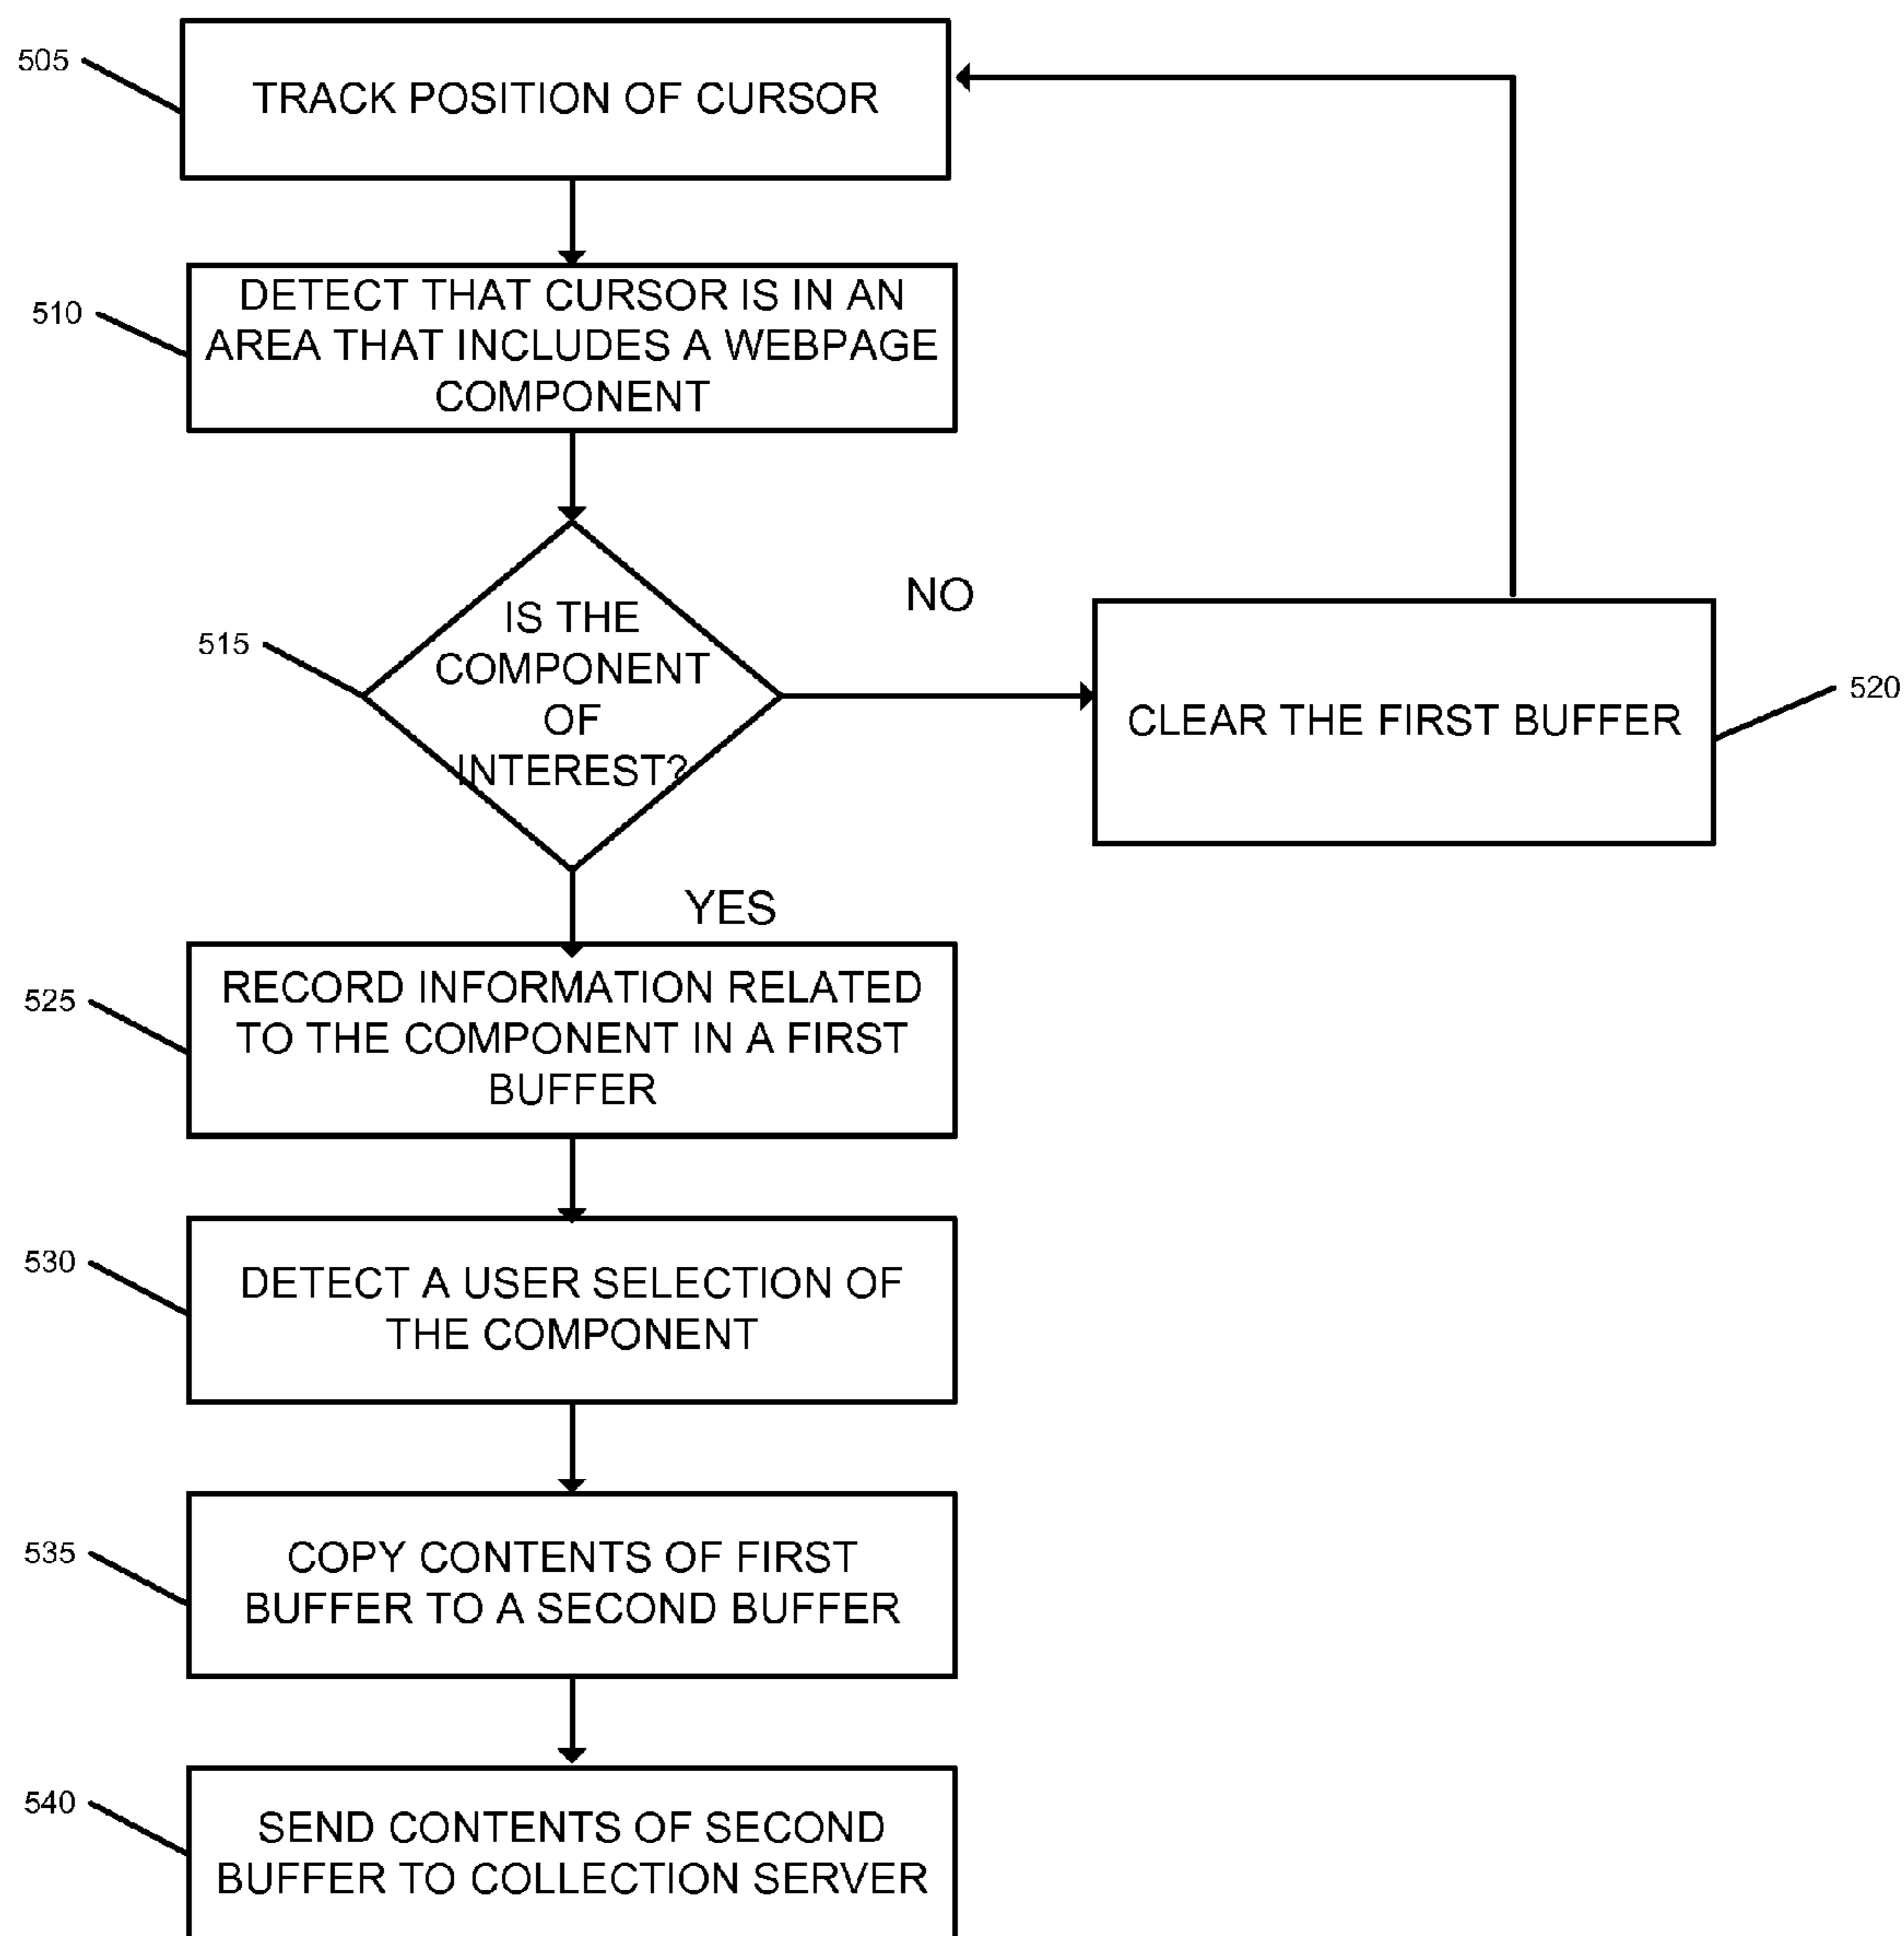 505
TRACK POSITION OF CURSOR
510
DETECT THAT CURSOR IS IN AN
AREA THAT INCLUDES A WEBPAGE
COMPONENT
515
IS THE
COMPONENT
OF
INTEREST?
NO
CLEAR THE FIRST BUFFER
520
YES
525
RECORD INFORMATION RELATED
TO THE COMPONENT IN A FIRST
BUFFER
530
DETECT A USER SELECTION OF
THE COMPONENT
535
COPY CONTENTS OF FIRST
BUFFER TO A SECOND BUFFER
540
SEND CONTENTS OF SECOND
BUFFER TO COLLECTION SERVER